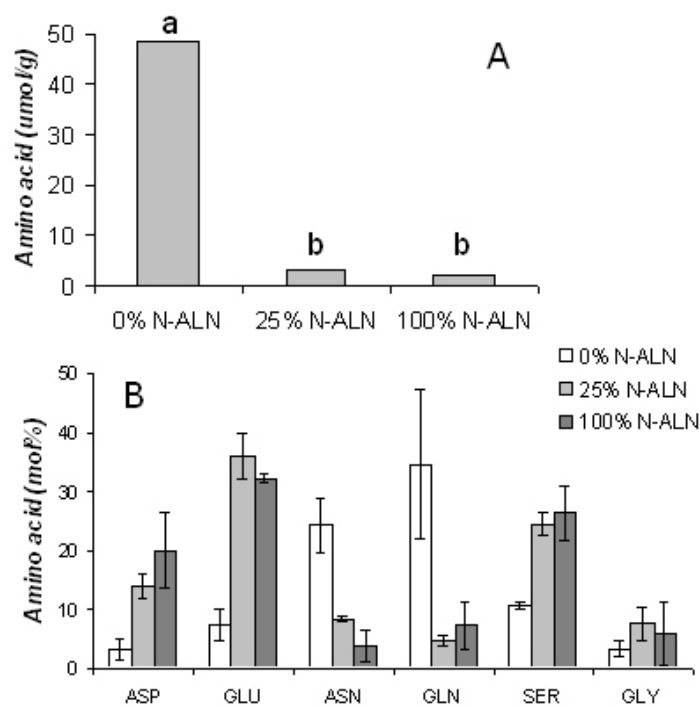 a
A
Amino acid (umol/g)
50
40
30
20
10
0
b
b
0% N-ALN
25% N-ALN
100% N-ALN
0% N-ALN
25% N-ALN
100% N-ALN
B
Amino acid (mol%)
50
40
30
20
10
0
ASP
GLU
ASN
GLN
SER
GLY